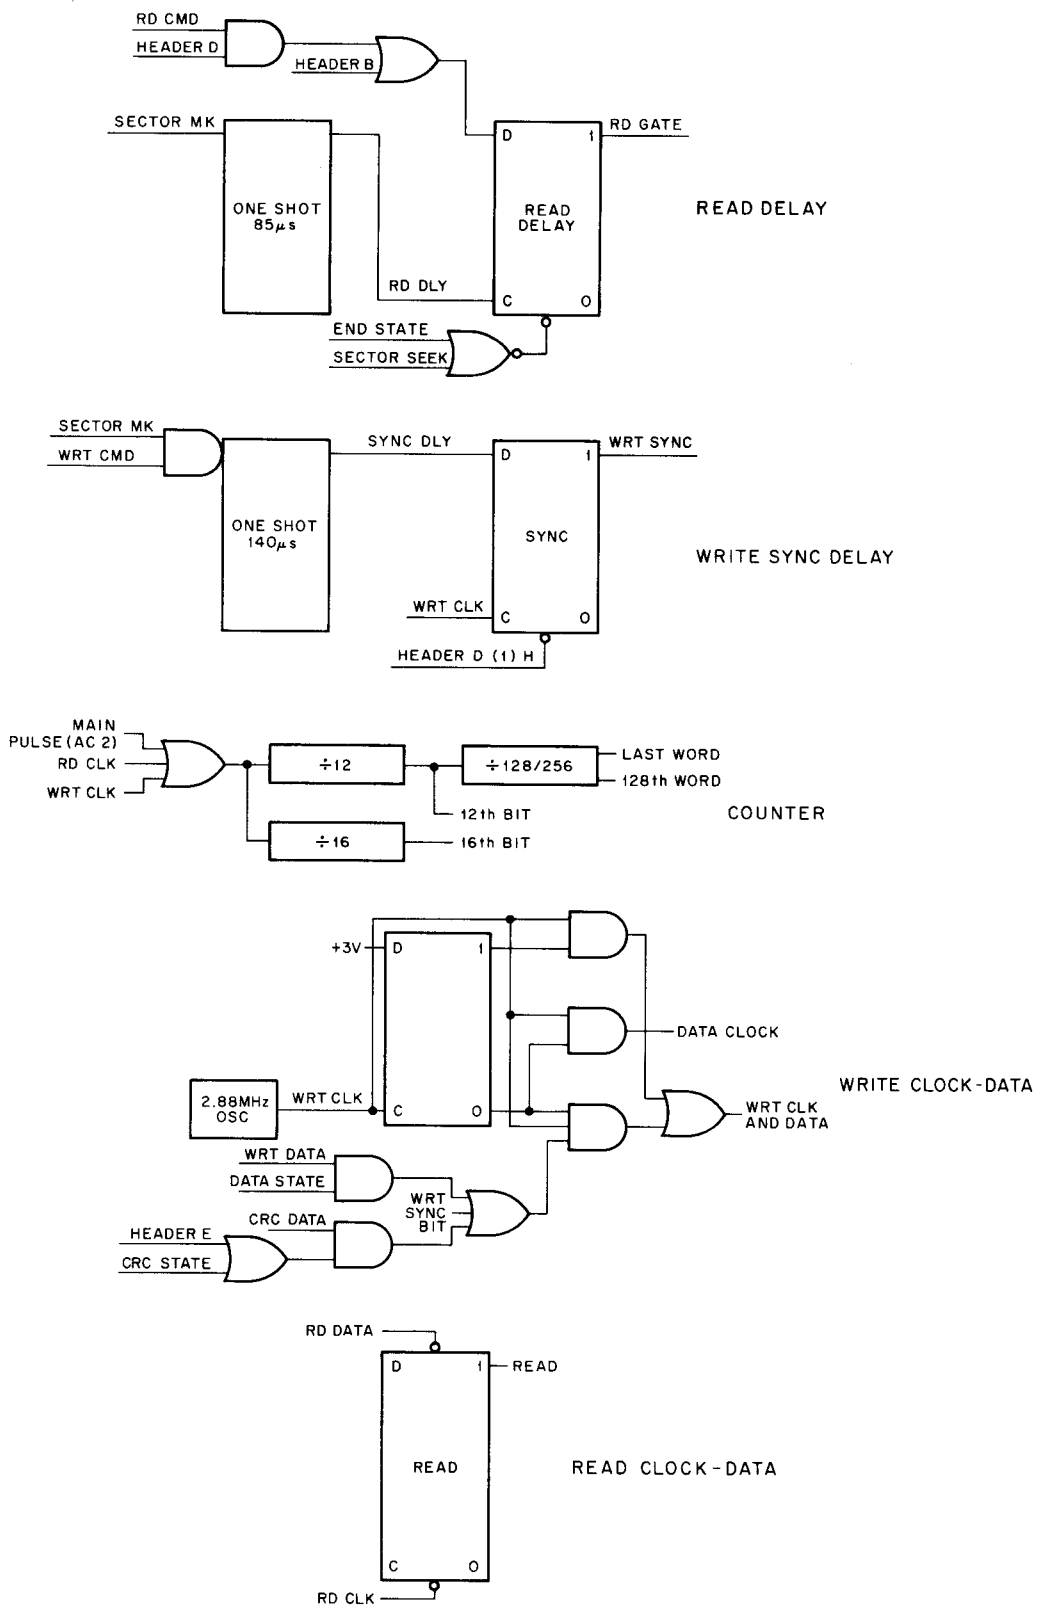 RD CMD
HEADER D
HEADER B
SECTOR MK
ONE SHOT
85μs
RD DLY
D 1
READ
DELAY
C 0
RD GATE
READ DELAY
END STATE
SECTOR SEEK
SECTOR MK
WRT CMD
ONE SHOT
140μs
SYNC DLY
D 1
SYNC
C 0
WRT SYNC
WRT CLK
HEADER D (1) H
WRITE SYNC DELAY
MAIN
PULSE (AC 2)
RD CLK
WRT CLK
÷12
÷128/256
LAST WORD
128th WORD
12th BIT
÷16
16th BIT
COUNTER
+3V
D 1
C 0
DATA CLOCK
2.88MHz
OSC
WRT CLK
WRT CLK
AND DATA
WRITE CLOCK-DATA
WRT DATA
DATA STATE
WRT
SYNC
BIT
CRC DATA
HEADER E
CRC STATE
RD DATA
D 1
READ
READ
C 0
RD CLK
READ CLOCK-DATA